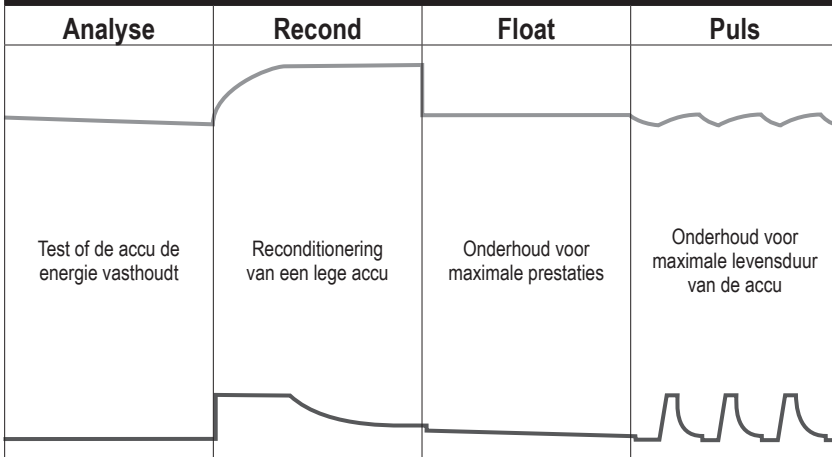 Analyse
Recond
Float
Puls
Test of de accu de
energie vasthoudt
Reconditionering
van een lege accu
Onderhoud voor
maximale prestaties
Onderhoud voor
maximale levensduur
van de accu